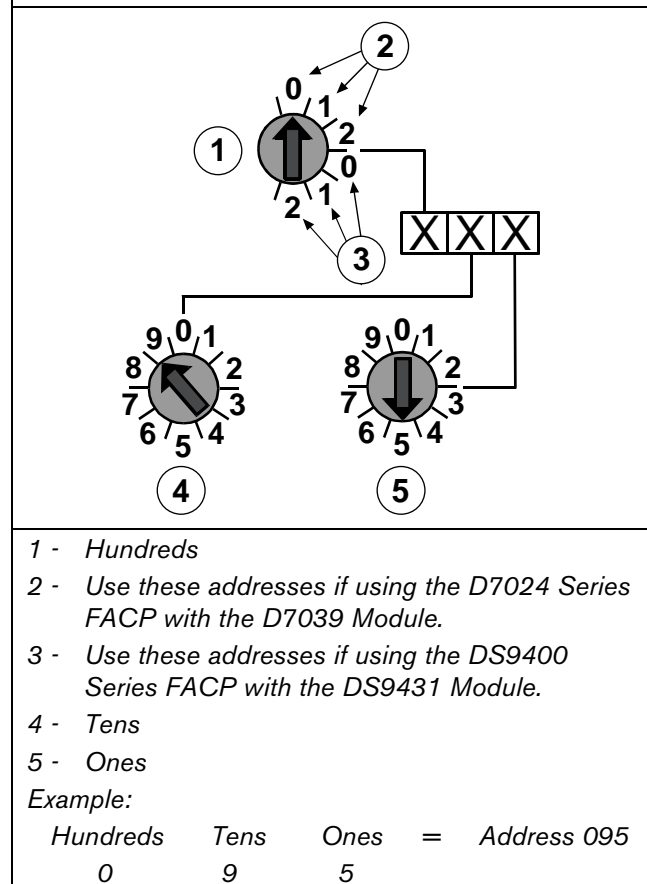 2
0
1
2
1
0
1
2
3
X X X
0
9
1
8
2
7
3
6
5
4
0
9
1
8
2
7
3
6
5
4
4
5
1 - Hundreds
2 - Use these addresses if using the D7024 Series
FACP with the D7039 Module.
3 - Use these addresses if using the DS9400
Series FACP with the DS9431 Module.
4 - Tens
5 - Ones
Example:
Hundreds Tens Ones = Address 095
0 9 5